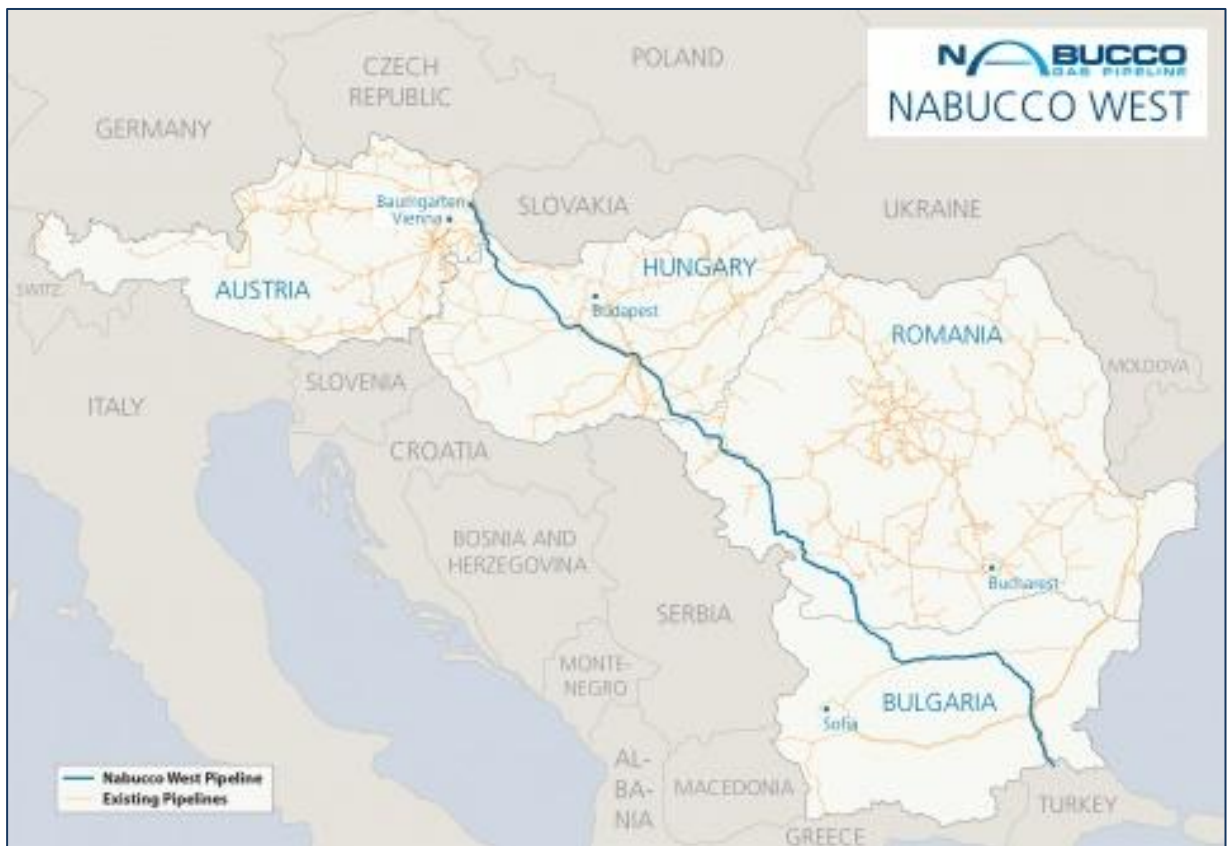 NABUCCO
GAS PIPELINE
NABUCCO WEST
POLAND
CZECH
REPUBLIC
GERMANY
SLOVAKIA
UKRAINE
Baumgarten
Vienna
HUNGARY
AUSTRIA
SWITZ.
Budapest
ROMANIA
MOLDOVA
SLOVENIA
ITALY
CROATIA
BOSNIA AND
HERZEGOVINA
Bucharest
SERBIA
MONTE-
NEGRO
BULGARIA
Sofia
AL-
BA-
NIA
MACEDONIA
TURKEY
GREECE
Nabucco West Pipeline
Existing Pipelines